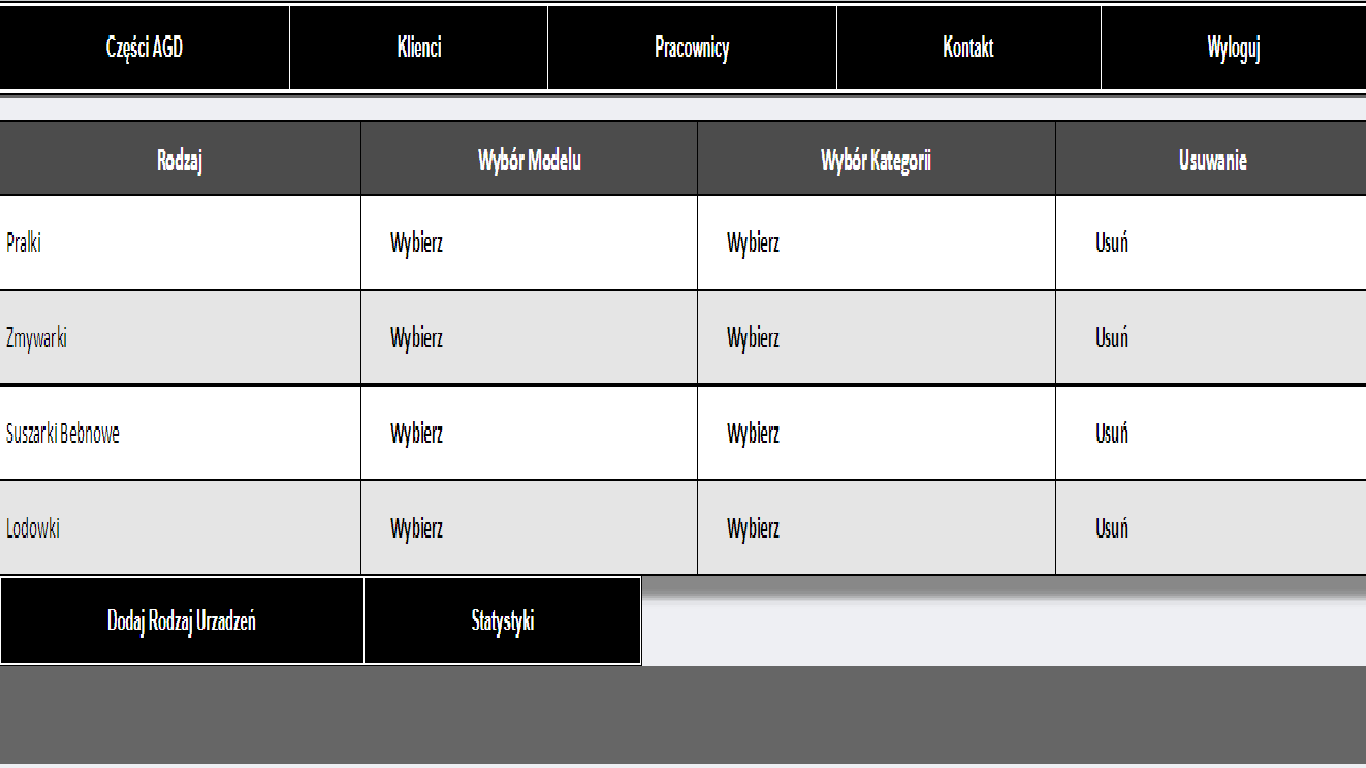 Części AGD Klienci Pracownicy Kontakt Wyloguj
Rodzaj Wybór Modelu Wybór Kategorii Usuwanie
Pralki Wybierz Wybierz Usuń
Zmywarki Wybierz Wybierz Usuń
Suszarki Bebnowe Wybierz Wybierz Usuń
Lodowki Wybierz Wybierz Usuń
Dodaj Rodzaj Urzadzeń Statystyki